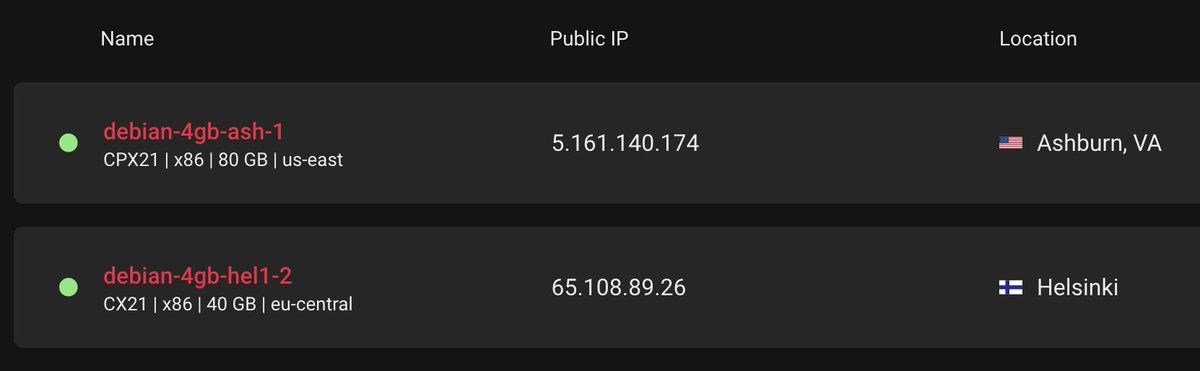 Name Public IP Location
debian-4gb-ash-1
CPX21 | x86 | 80 GB | us-east
5.161.140.174
Ashburn, VA
debian-4gb-hel1-2
CX21 | x86 | 40 GB | eu-central
65.108.89.26
Helsinki